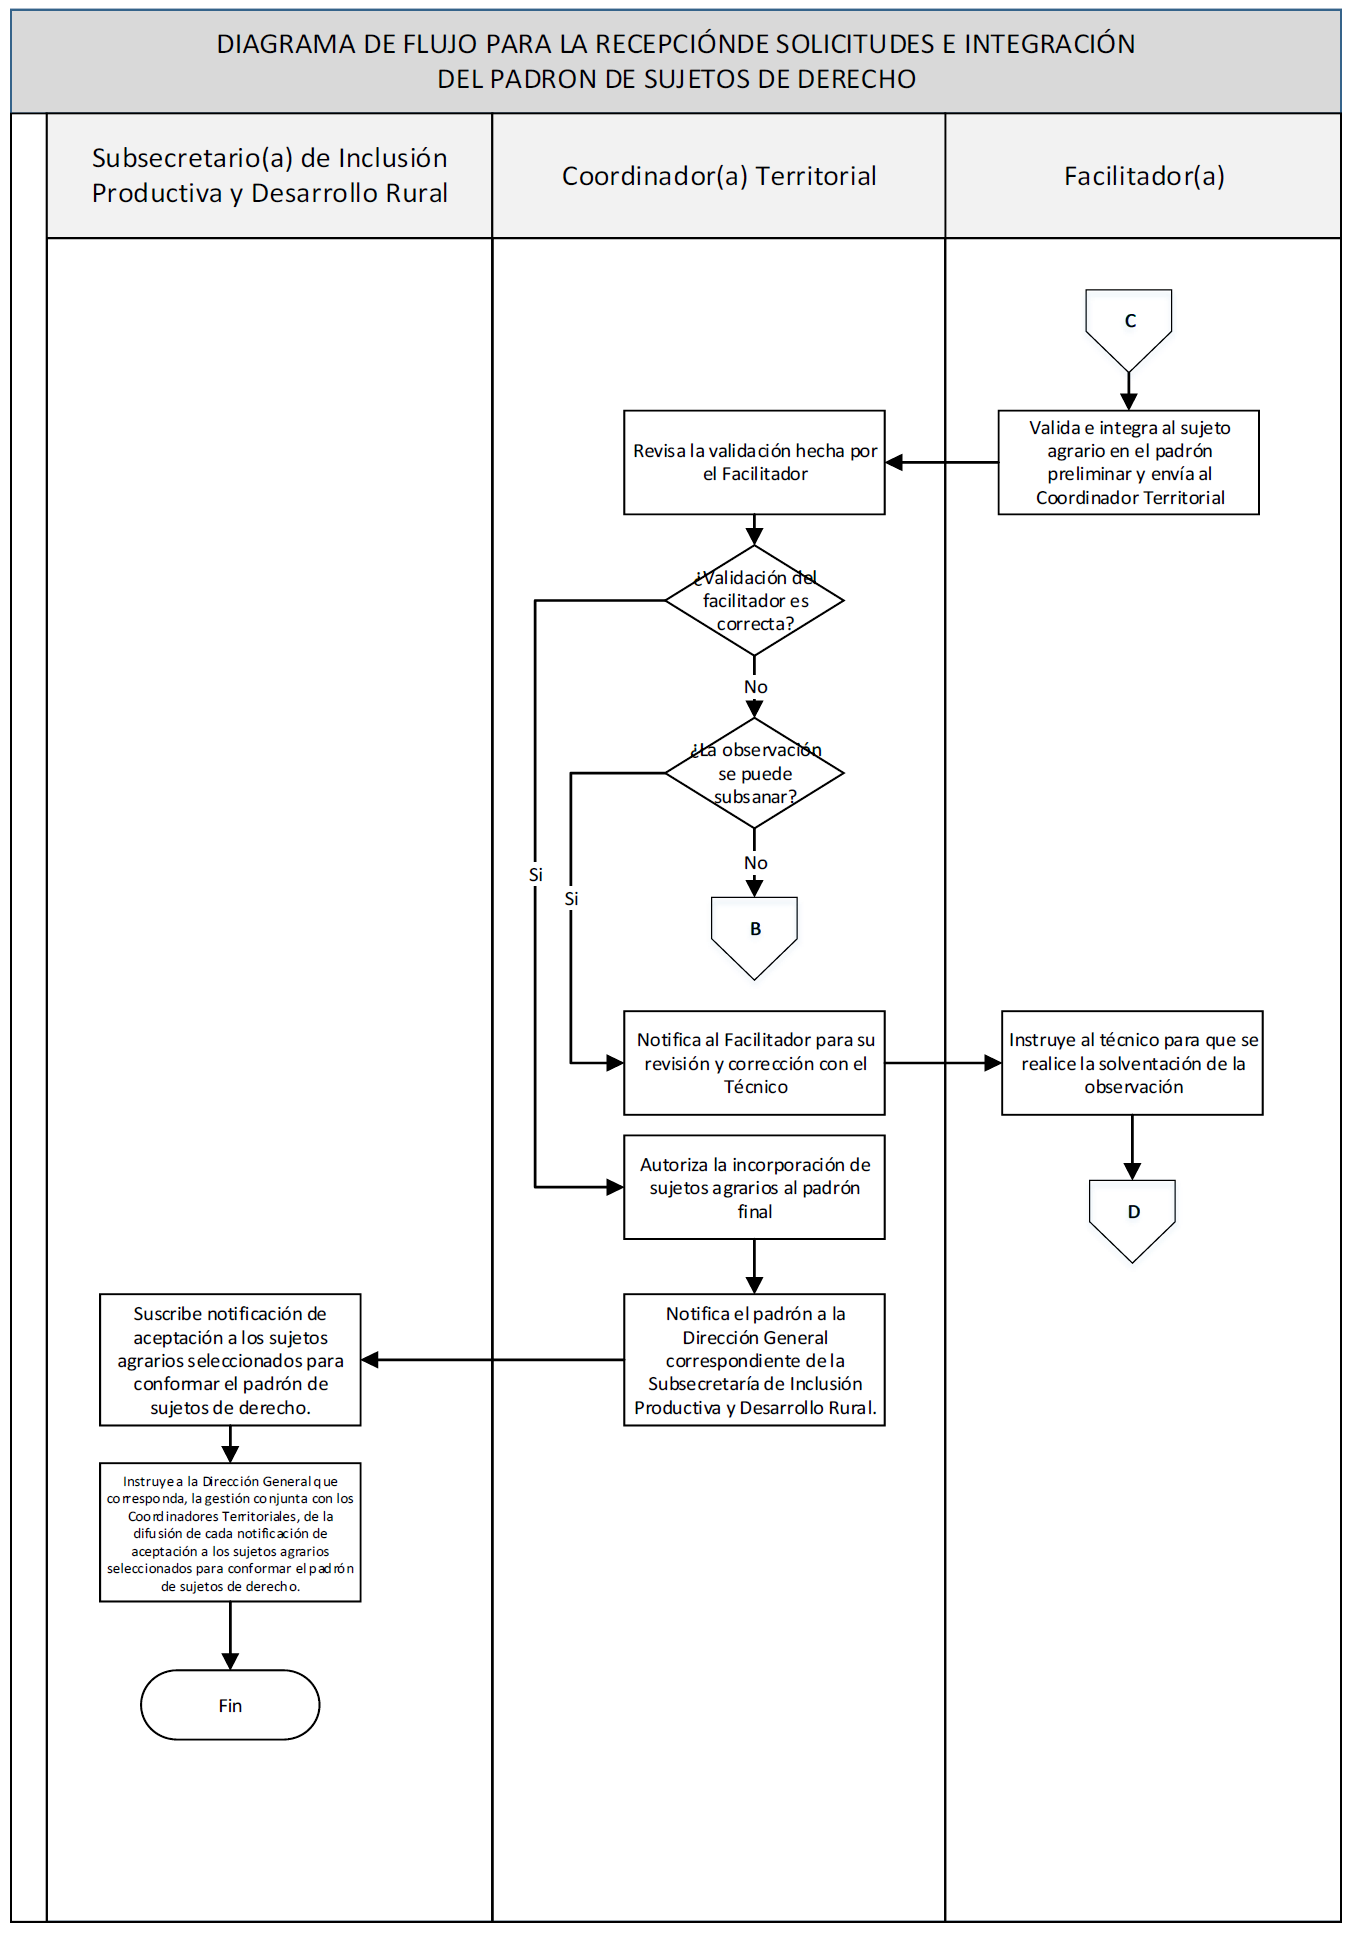 DIAGRAMA DE FLUJO PARA LA RECEPCIÓNDE SOLICITUDES E INTEGRACIÓN
DEL PADRON DE SUJETOS DE DERECHO
Subsecretario(a) de Inclusión
Productiva y Desarrollo Rural
Coordinador(a) Territorial
Facilitador(a)
C
Valida e integra al sujeto
agrario en el padrón
preliminar y envía al
Coordinador Territorial
Revisa la validación hecha por
el Facilitador
¿Validación del
facilitador es
correcta?
No
¿La observación
se puede
subsanar?
No
Si
Si
B
Notifica al Facilitador para su
revisión y corrección con el
Técnico
Instruye al técnico para que se
realice la solventación de la
observación
D
Autoriza la incorporación de
sujetos agrarios al padrón
final
Notifica el padrón a la
Dirección General
correspondiente de la
Subsecretaría de Inclusión
Productiva y Desarrollo Rural.
Suscribe notificación de
aceptación a los sujetos
agrarios seleccionados para
conformar el padrón de
sujetos de derecho.
Instruye a la Dirección General que
corresponda, la gestión conjunta con los
Coordinadores Territoriales, de la
difusión de cada notificación de
aceptación a los sujetos agrarios
seleccionados para conformar el padrón
de sujetos de derecho.
Fin